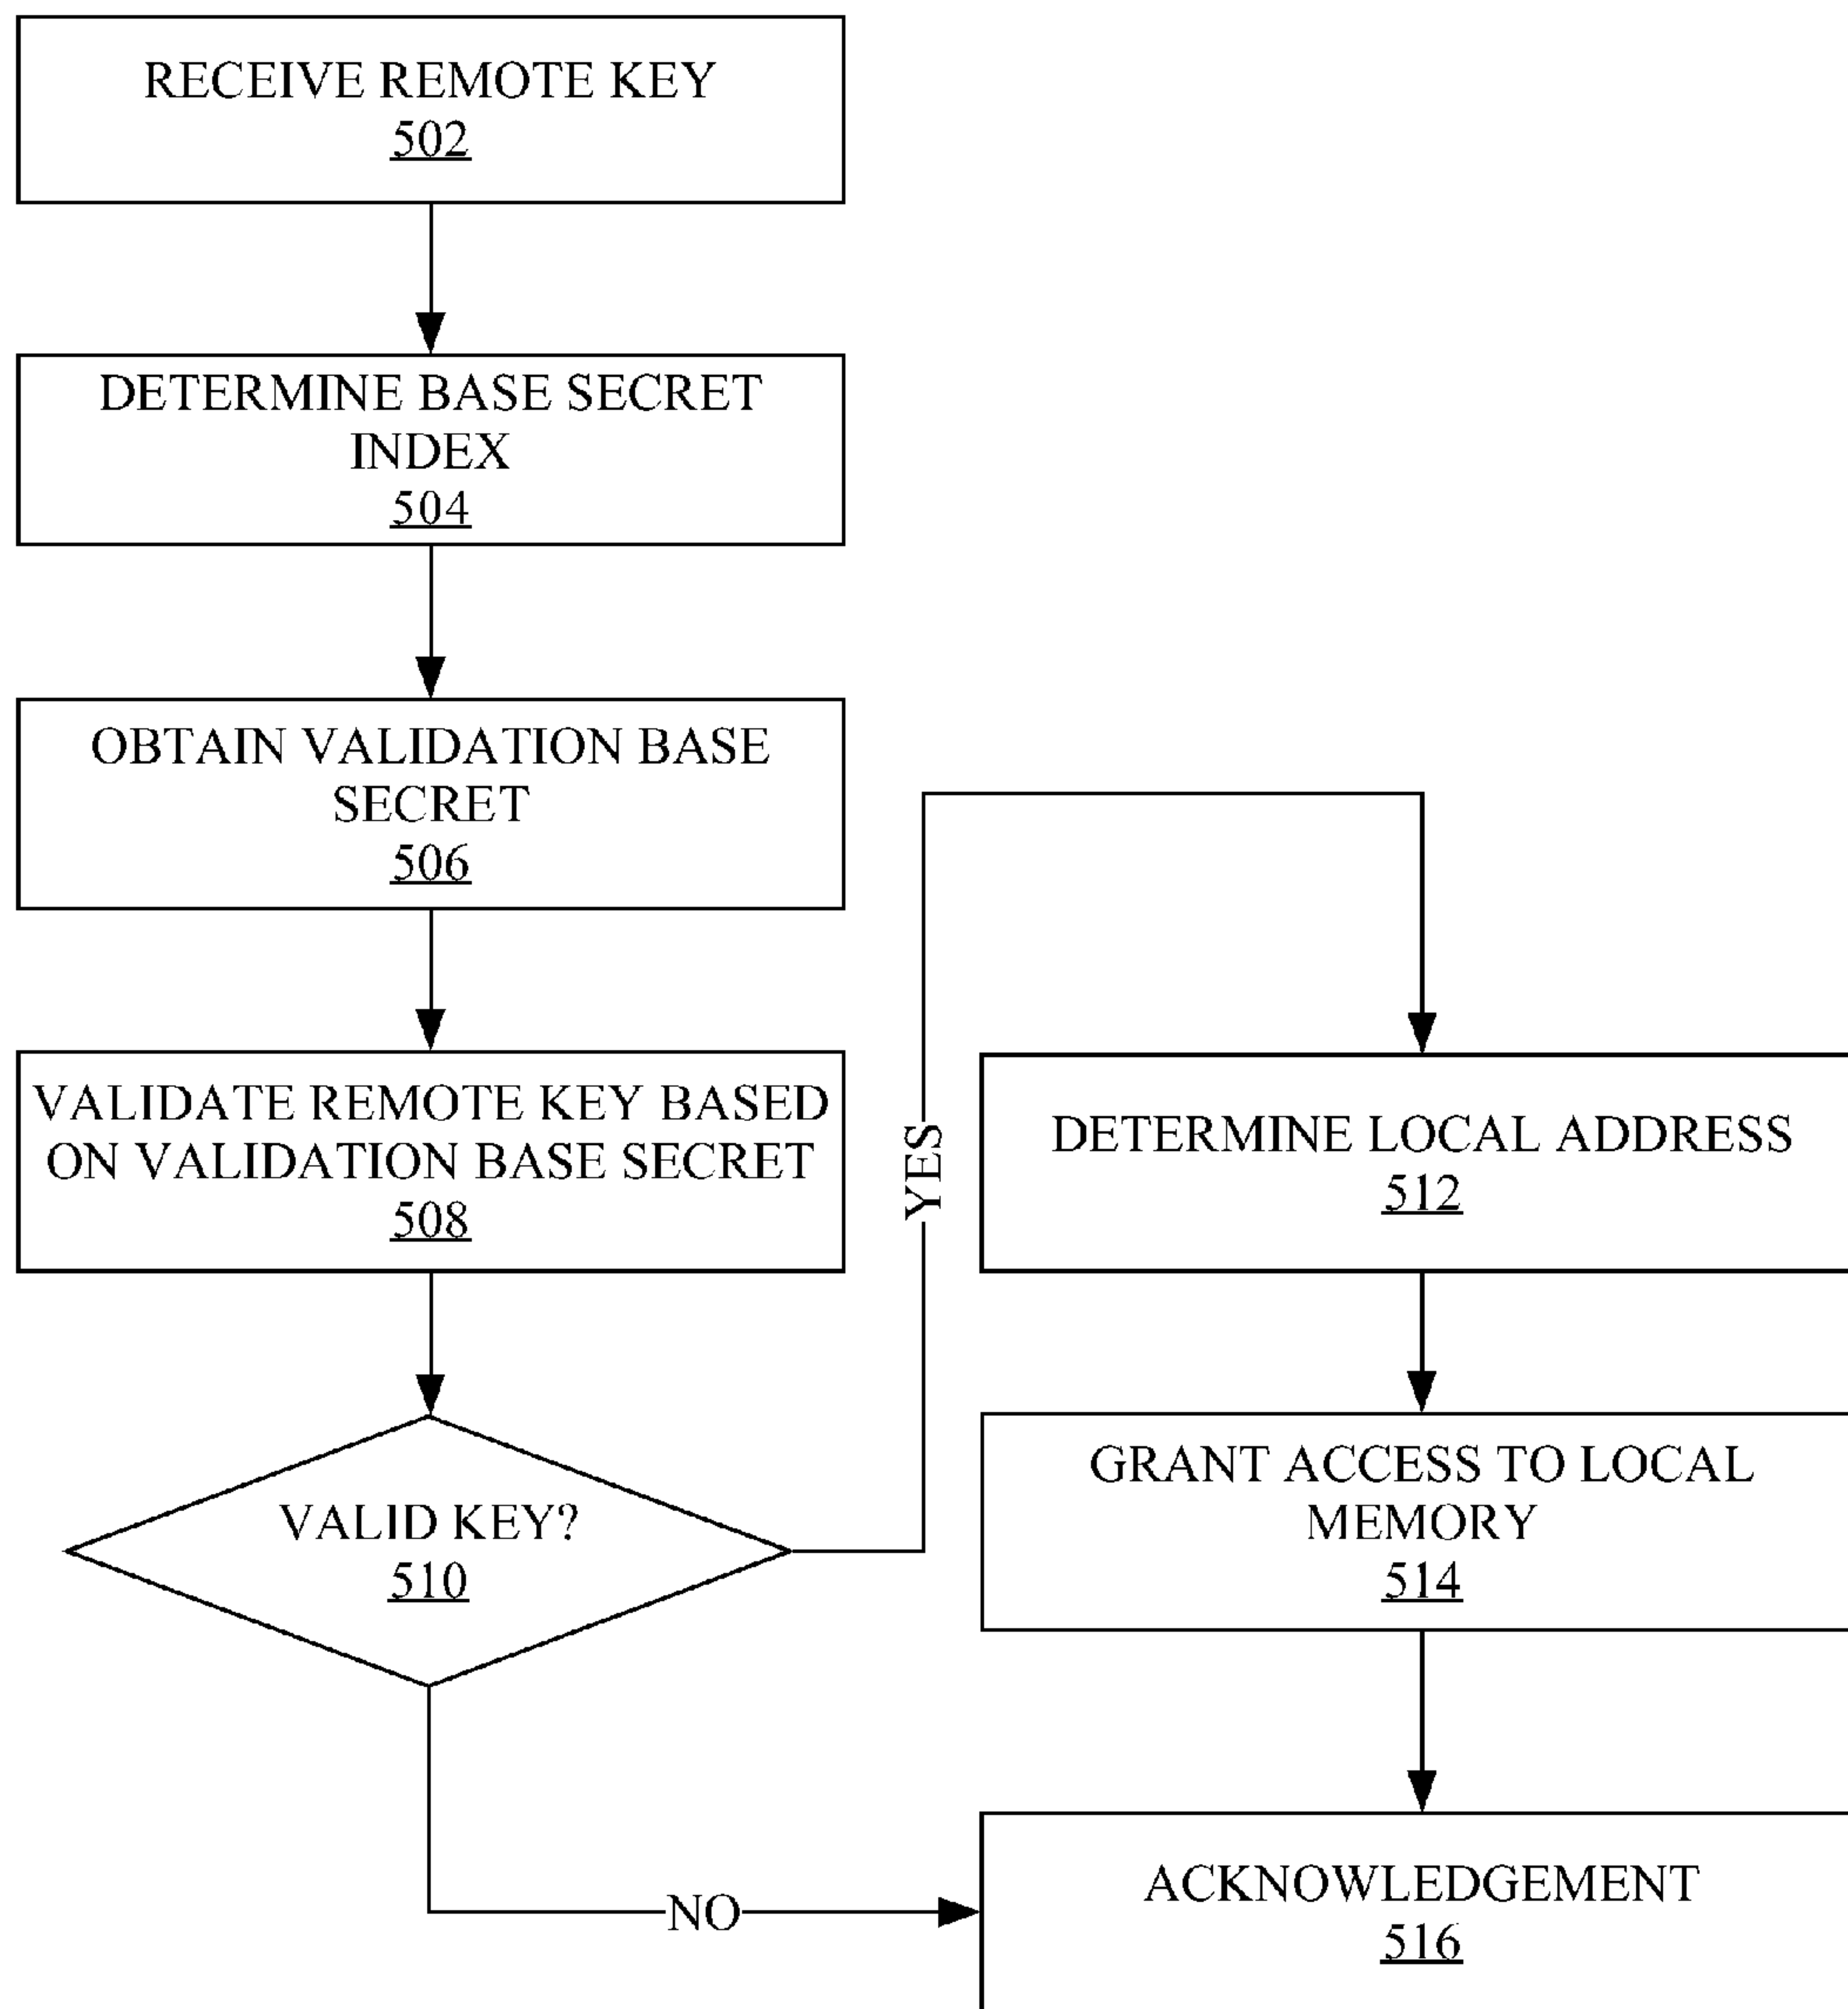 RECEIVE REMOTE KEY
502
DETERMINE BASE SECRET
INDEX
504
OBTAIN VALIDATION BASE
SECRET
506
VALIDATE REMOTE KEY BASED
ON VALIDATION BASE SECRET
508
VALID KEY?
510
YES
NO
DETERMINE LOCAL ADDRESS
512
GRANT ACCESS TO LOCAL
MEMORY
514
ACKNOWLEDGEMENT
516